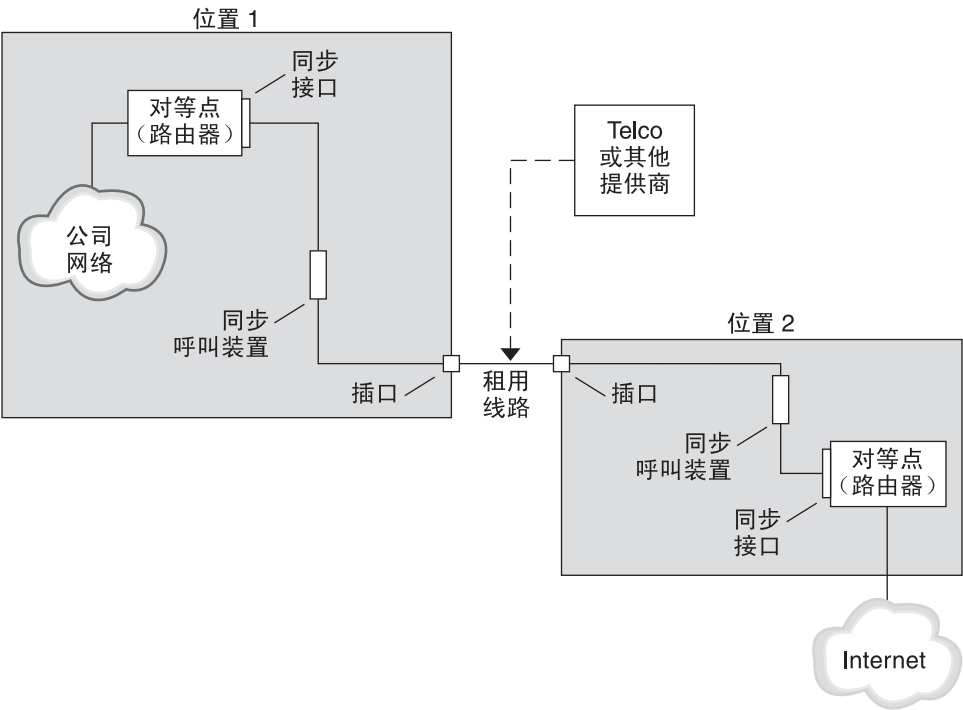 位置 1
同步
接口
对等点
（路由器）
公司
网络
同步
呼叫装置
插口
Telco
或其他
提供商
租用
线路
位置 2
插口
同步
呼叫装置
对等点
（路由器）
同步
接口
Internet